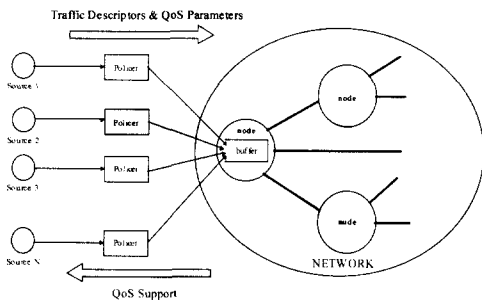 Traffic Descriptors & QoS Parameters
Policer
Source 1
Policer
Source 2
node
buffer
node
Policer
Source 3
Policer
Source N
node
NETWORK
QoS Support